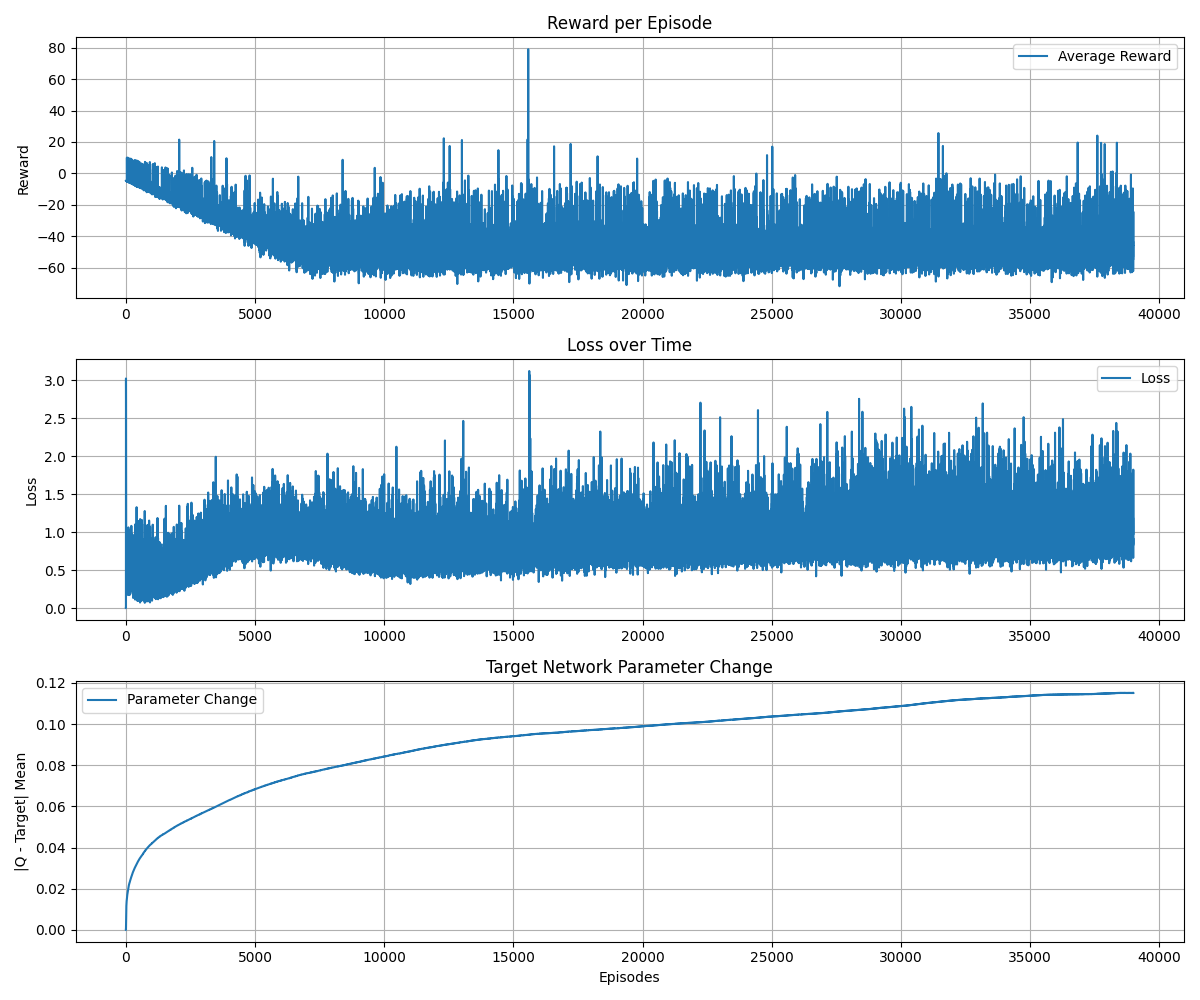 Reward per Episode
Average Reward
Reward
80
60
40
20
0
−20
−40
−60
0 5000 10000 15000 20000 25000 30000 35000 40000
Loss over Time
Loss
Loss
3.0
2.5
2.0
1.5
1.0
0.5
0.0
0 5000 10000 15000 20000 25000 30000 35000 40000
Target Network Parameter Change
Parameter Change
|Q - Target| Mean
0.12
0.10
0.08
0.06
0.04
0.02
0.00
0 5000 10000 15000 20000 25000 30000 35000 40000
Episodes